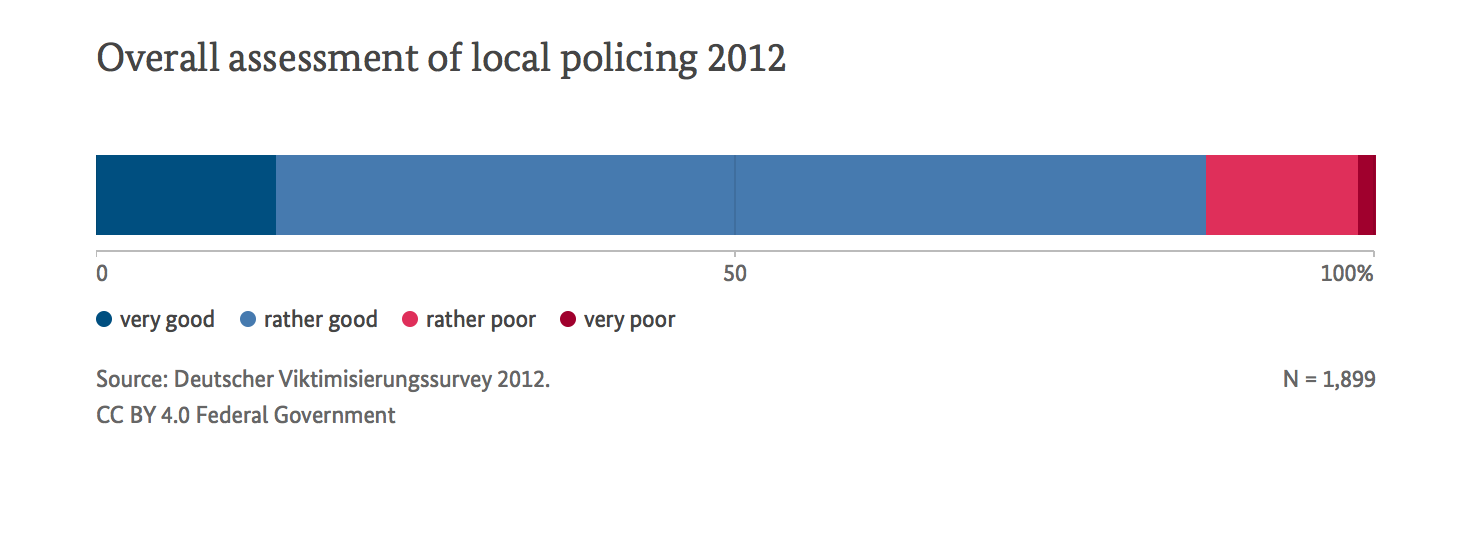 Overall assessment of local policing 2012
0 50 100%
very good rather good rather poor very poor
Source: Deutscher Viktimisierungssurvey 2012. N = 1,899
CC BY 4.0 Federal Government